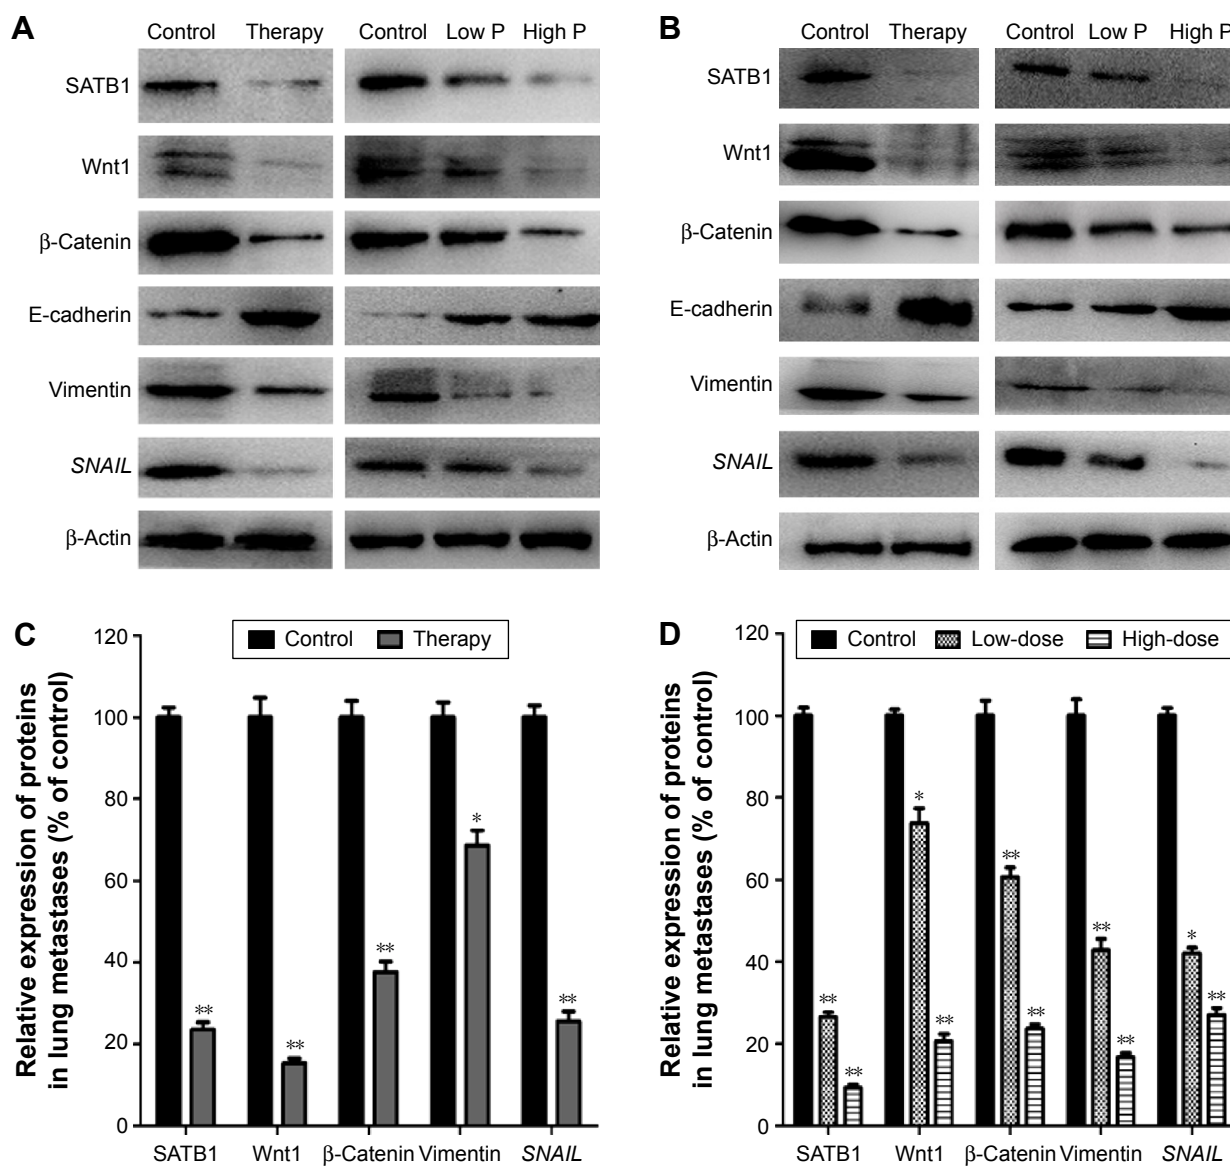 A
Control Therapy Control Low P High P
SATB1
Wnt1
β-Catenin
E-cadherin
Vimentin
SNAIL
β-Actin
B
Control Therapy Control Low P High P
SATB1
Wnt1
β-Catenin
E-cadherin
Vimentin
SNAIL
β-Actin
C
Control Therapy
Relative expression of proteins
in lung metastases (% of control)
120
100
80
60
40
20
0
** ** ** * **
SATB1 Wnt1 β-Catenin Vimentin SNAIL
D
Control Low-dose High-dose
Relative expression of proteins
in lung metastases (% of control)
120
100
80
60
40
20
0
** ** * ** ** ** ** ** * **
SATB1 Wnt1 β-Catenin Vimentin SNAIL